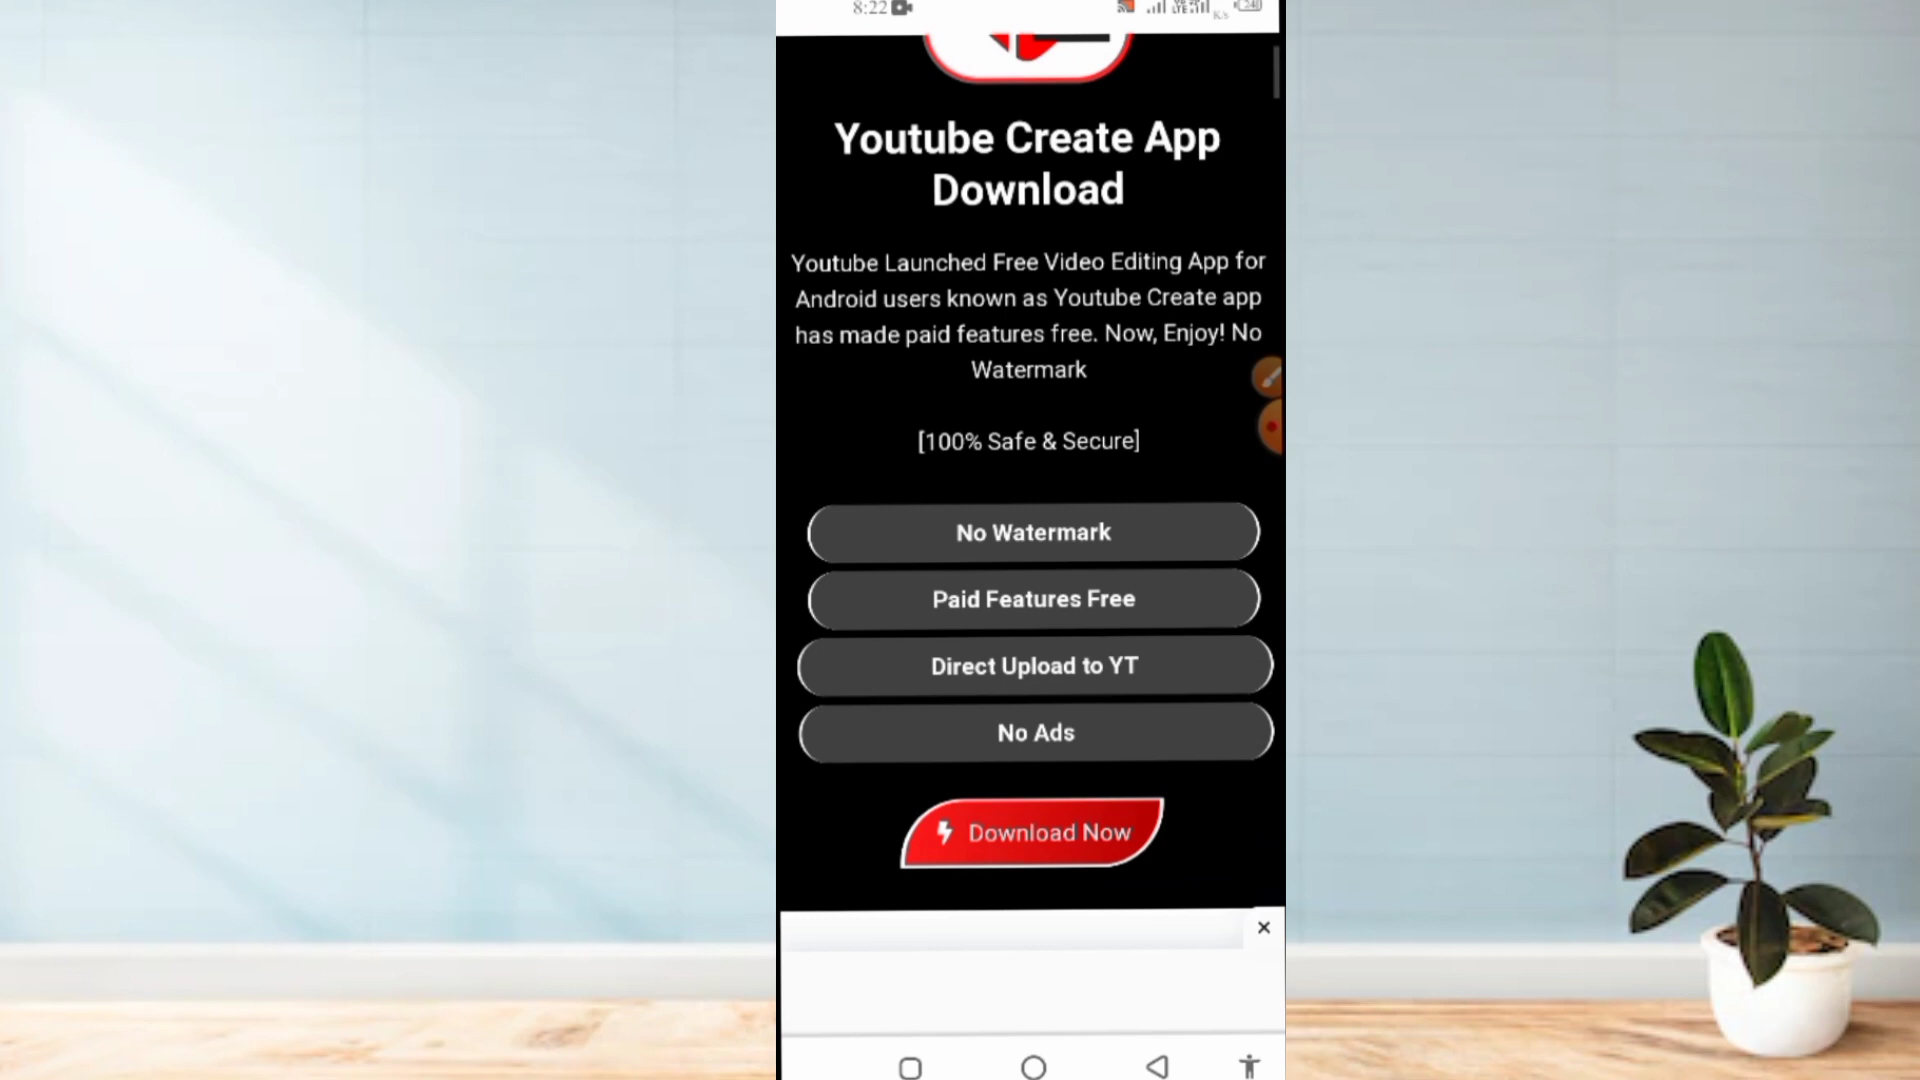 8:22
Youtube Create App
Download
Youtube Launched Free Video Editing App for
Android users known as Youtube Create app
has made paid features free. Now, Enjoy! No
Watermark
[100% Safe & Secure]
No Watermark
Paid Features Free
Direct Upload to YT
No Ads
Download Now